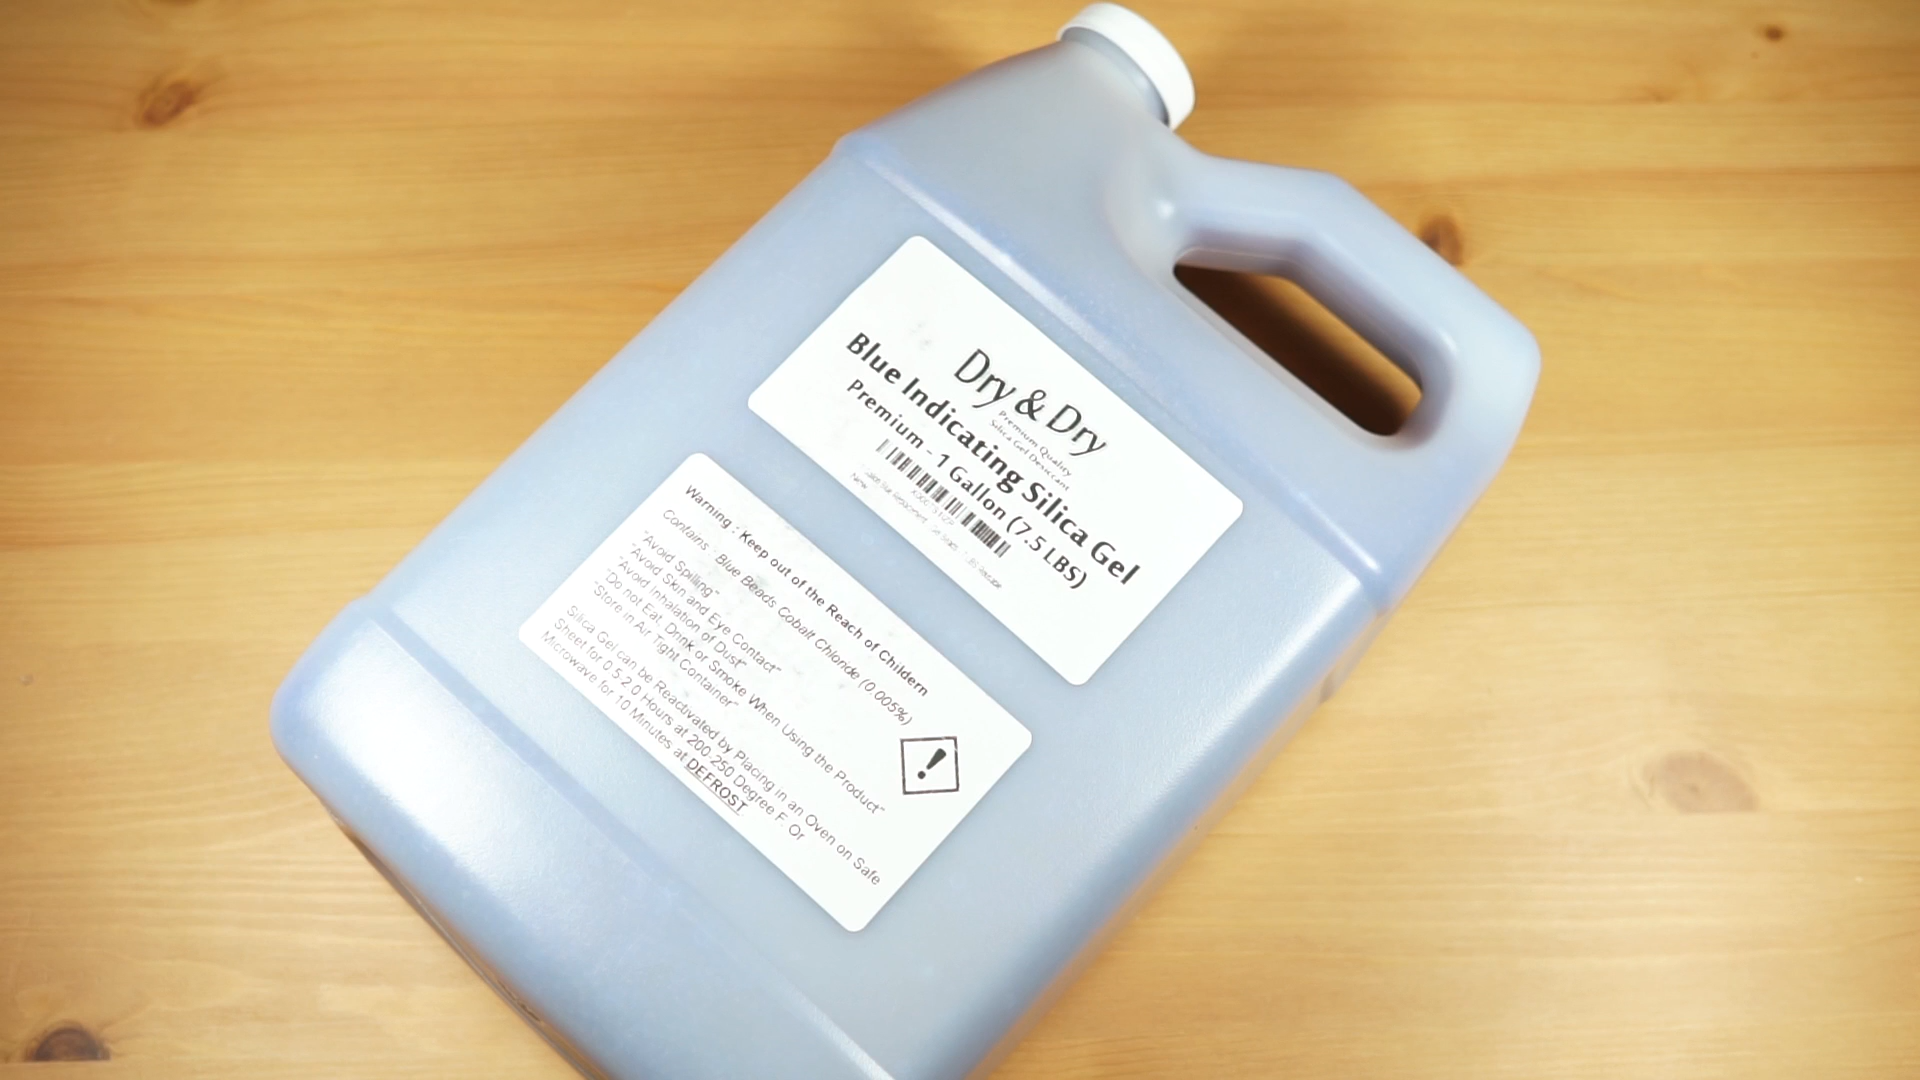 Dry & Dry
Premium Quality
Silica Gel Desiccant
Blue Indicating Silica Gel
Premium - 1 Gallon (7.5 LBS)
Warning : Keep out of the Reach of Childern
Contains : Blue Beads Cobalt Chloride (0.005%)
"Avoid Spilling"
"Avoid Skin and Eye Contact"
"Avoid Inhalation of Dust"
"Do not Eat, Drink or Smoke When Using the Product"
"Store in Air Tight Container"
Silica Gel can be Reactivated by Placing in an Oven on Safe
Sheet for 0.5-2.0 Hours at 200-250 Degree F. Or
Microwave for 10 Minutes at DEFROST